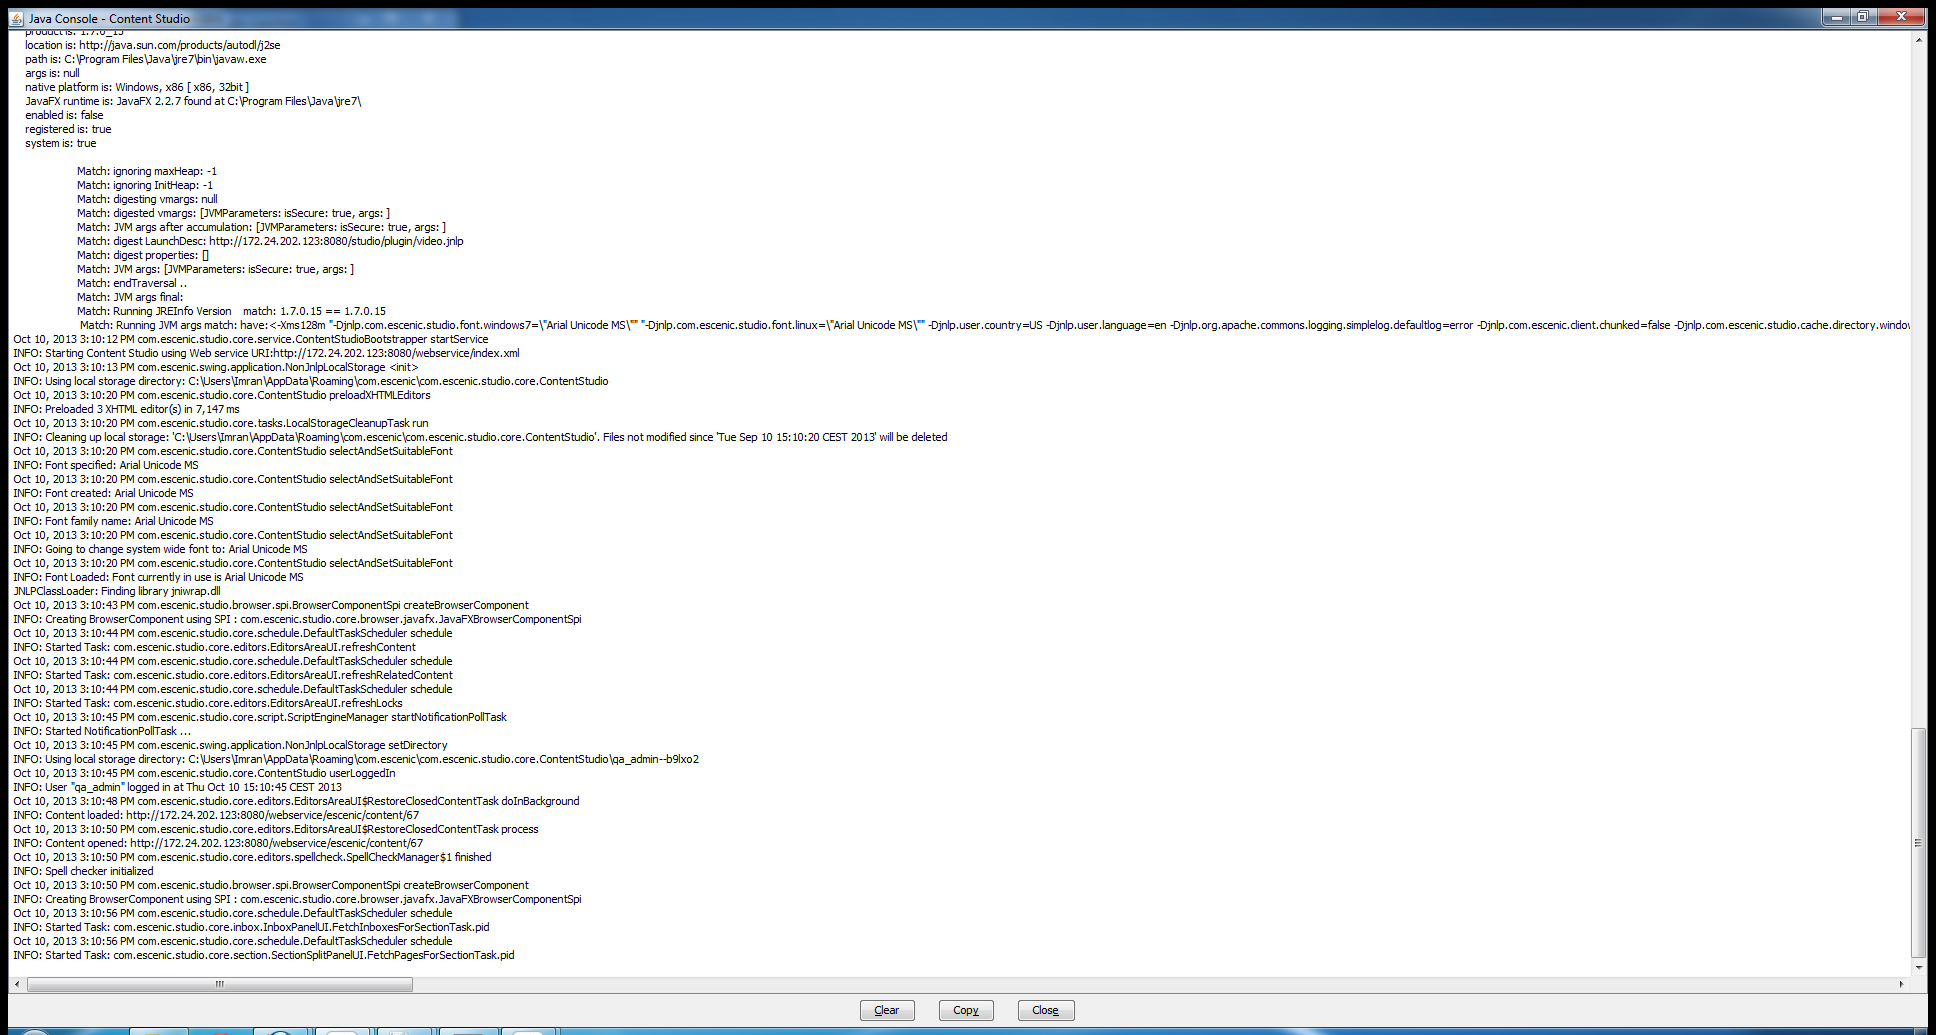 Java Console - Content Studio
product is: 1.7.0_15
location is: http://java.sun.com/products/autodl/j2se
path is: C:\Program Files\Java\jre7\bin\javaw.exe
args is: null
native platform is: Windows, x86 [ x86, 32bit ]
JavaFX runtime is: JavaFX 2.2.7 found at C:\Program Files\Java\jre7\
enabled is: false
registered is: true
system is: true
Match: ignoring maxHeap: -1
Match: ignoring InitHeap: -1
Match: digesting vmargs: null
Match: digested vmargs: [JVMParameters: isSecure: true, args: ]
Match: JVM args after accumulation: [JVMParameters: isSecure: true, args: ]
Match: digest LaunchDesc: http://172.24.202.123:8080/studio/plugin/video.jnlp
Match: digest properties: []
Match: JVM args: [JVMParameters: isSecure: true, args: ]
Match: endTraversal ..
Match: JVM args final:
Match: Running JREInfo Version    match: 1.7.0.15 == 1.7.0.15
Match: Running JVM args match: have:<-Xms128m "-Djnlp.com.escenic.studio.font.windows7=\"Arial Unicode MS\"" "-Djnlp.com.escenic.studio.font.linux=\"Arial Unicode MS\"" -Djnlp.user.country=US -Djnlp.user.language=en -Djnlp.org.apache.commons.logging.simplelog.defaultlog=error -Djnlp.com.escenic.client.chunked=false -Djnlp.com.escenic.studio.cache.directory.window
Oct 10, 2013 3:10:12 PM com.escenic.studio.core.service.ContentStudioBootstrapper startService
INFO: Starting Content Studio using Web service URI:http://172.24.202.123:8080/webservice/index.xml
Oct 10, 2013 3:10:13 PM com.escenic.swing.application.NonJnlpLocalStorage <init>
INFO: Using local storage directory: C:\Users\Imran\AppData\Roaming\com.escenic\com.escenic.studio.core.ContentStudio
Oct 10, 2013 3:10:20 PM com.escenic.studio.core.ContentStudio preloadXHTMLEditors
INFO: Preloaded 3 XHTML editor(s) in 7,147 ms
Oct 10, 2013 3:10:20 PM com.escenic.studio.core.tasks.LocalStorageCleanupTask run
INFO: Cleaning up local storage: 'C:\Users\Imran\AppData\Roaming\com.escenic\com.escenic.studio.core.ContentStudio'. Files not modified since 'Tue Sep 10 15:10:20 CEST 2013' will be deleted
Oct 10, 2013 3:10:20 PM com.escenic.studio.core.ContentStudio selectAndSetSuitableFont
INFO: Font specified: Arial Unicode MS
Oct 10, 2013 3:10:20 PM com.escenic.studio.core.ContentStudio selectAndSetSuitableFont
INFO: Font created: Arial Unicode MS
Oct 10, 2013 3:10:20 PM com.escenic.studio.core.ContentStudio selectAndSetSuitableFont
INFO: Font family name: Arial Unicode MS
Oct 10, 2013 3:10:20 PM com.escenic.studio.core.ContentStudio selectAndSetSuitableFont
INFO: Going to change system wide font to: Arial Unicode MS
Oct 10, 2013 3:10:20 PM com.escenic.studio.core.ContentStudio selectAndSetSuitableFont
INFO: Font Loaded: Font currently in use is Arial Unicode MS
JNLPClassLoader: Finding library jniwrap.dll
Oct 10, 2013 3:10:43 PM com.escenic.studio.browser.spi.BrowserComponentSpi createBrowserComponent
INFO: Creating BrowserComponent using SPI : com.escenic.studio.core.browser.javafx.JavaFXBrowserComponentSpi
Oct 10, 2013 3:10:44 PM com.escenic.studio.core.schedule.DefaultTaskScheduler schedule
INFO: Started Task: com.escenic.studio.core.editors.EditorsAreaUI.refreshContent
Oct 10, 2013 3:10:44 PM com.escenic.studio.core.schedule.DefaultTaskScheduler schedule
INFO: Started Task: com.escenic.studio.core.editors.EditorsAreaUI.refreshRelatedContent
Oct 10, 2013 3:10:44 PM com.escenic.studio.core.schedule.DefaultTaskScheduler schedule
INFO: Started Task: com.escenic.studio.core.editors.EditorsAreaUI.refreshLocks
Oct 10, 2013 3:10:45 PM com.escenic.studio.core.script.ScriptEngineManager startNotificationPollTask
INFO: Started NotificationPollTask ...
Oct 10, 2013 3:10:45 PM com.escenic.swing.application.NonJnlpLocalStorage setDirectory
INFO: Using local storage directory: C:\Users\Imran\AppData\Roaming\com.escenic\com.escenic.studio.core.ContentStudio\qa_admin--b9lxo2
Oct 10, 2013 3:10:45 PM com.escenic.studio.core.ContentStudio userLoggedIn
INFO: User "qa_admin" logged in at Thu Oct 10 15:10:45 CEST 2013
Oct 10, 2013 3:10:48 PM com.escenic.studio.core.editors.EditorsAreaUI$RestoreClosedContentTask doInBackground
INFO: Content loaded: http://172.24.202.123:8080/webservice/escenic/content/67
Oct 10, 2013 3:10:50 PM com.escenic.studio.core.editors.EditorsAreaUI$RestoreClosedContentTask process
INFO: Content opened: http://172.24.202.123:8080/webservice/escenic/content/67
Oct 10, 2013 3:10:50 PM com.escenic.studio.core.editors.spellcheck.SpellCheckManager$1 finished
INFO: Spell checker initialized
Oct 10, 2013 3:10:50 PM com.escenic.studio.browser.spi.BrowserComponentSpi createBrowserComponent
INFO: Creating BrowserComponent using SPI : com.escenic.studio.core.browser.javafx.JavaFXBrowserComponentSpi
Oct 10, 2013 3:10:56 PM com.escenic.studio.core.schedule.DefaultTaskScheduler schedule
INFO: Started Task: com.escenic.studio.core.inbox.InboxPanelUI.FetchInboxesForSectionTask.pid
Oct 10, 2013 3:10:56 PM com.escenic.studio.core.schedule.DefaultTaskScheduler schedule
INFO: Started Task: com.escenic.studio.core.section.SectionSplitPanelUI.FetchPagesForSectionTask.pid
Clear Copy Close